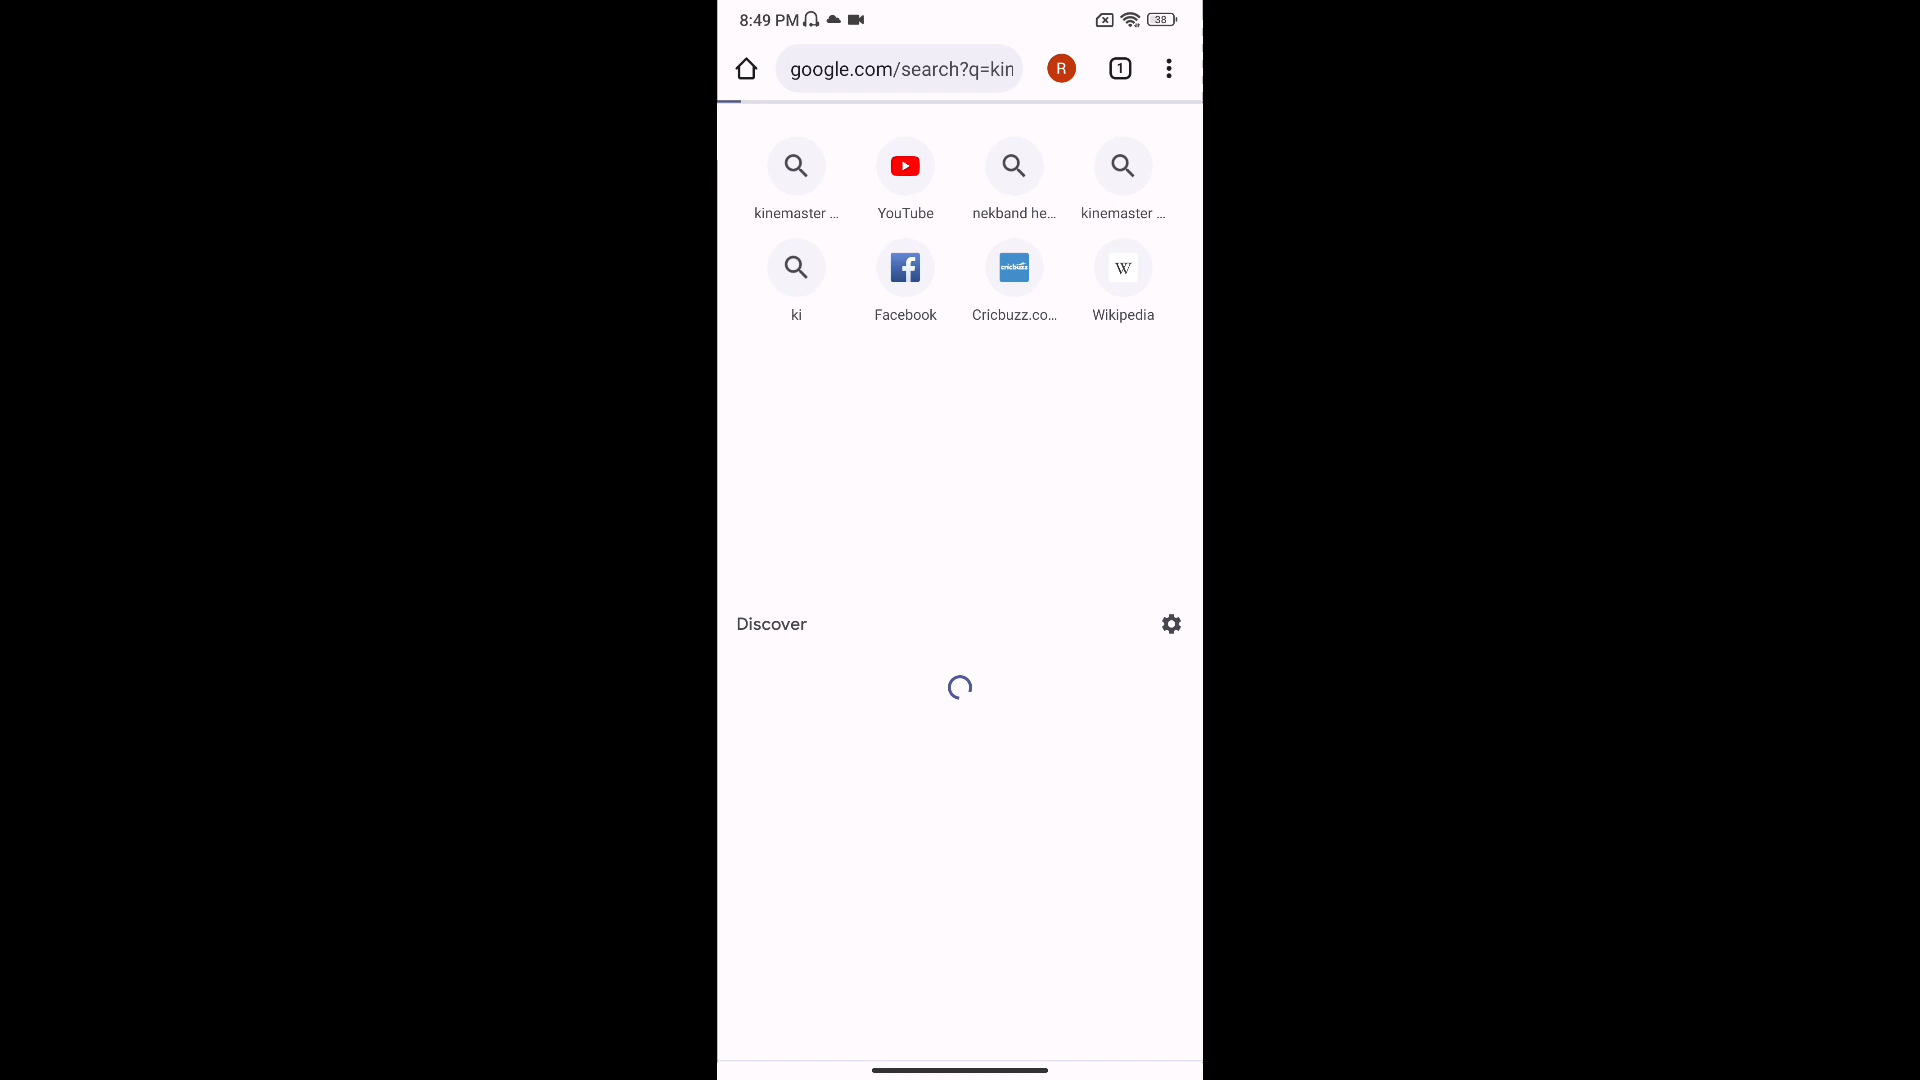 8:49 PM 38
google.com/search?q=kin
R 1
kinemaster ... YouTube nekband he... kinemaster ...
cricbuzz W
ki Facebook Cricbuzz.co... Wikipedia
Discover